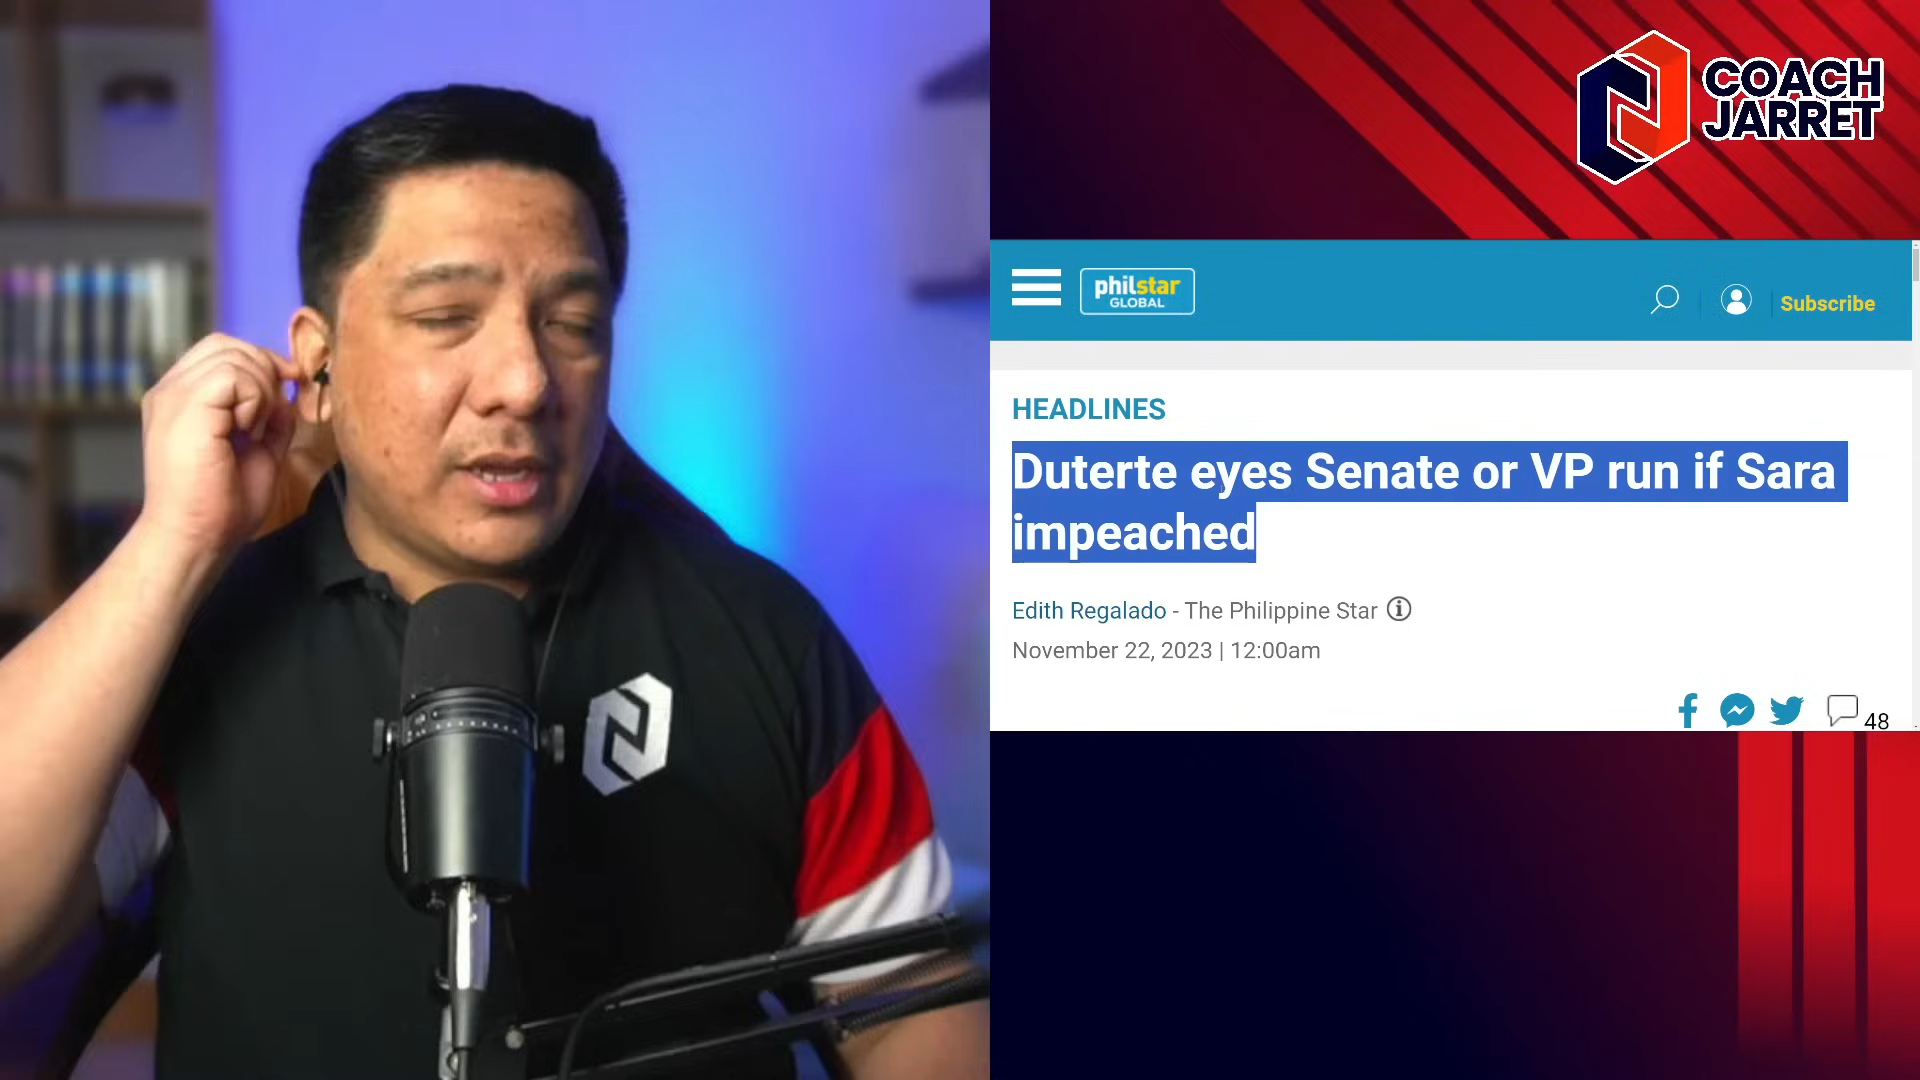 COACH
JARRET
philstar
GLOBAL
Subscribe
HEADLINES
Duterte eyes Senate or VP run if Sara
impeached
Edith Regalado - The Philippine Star
November 22, 2023 | 12:00am
48